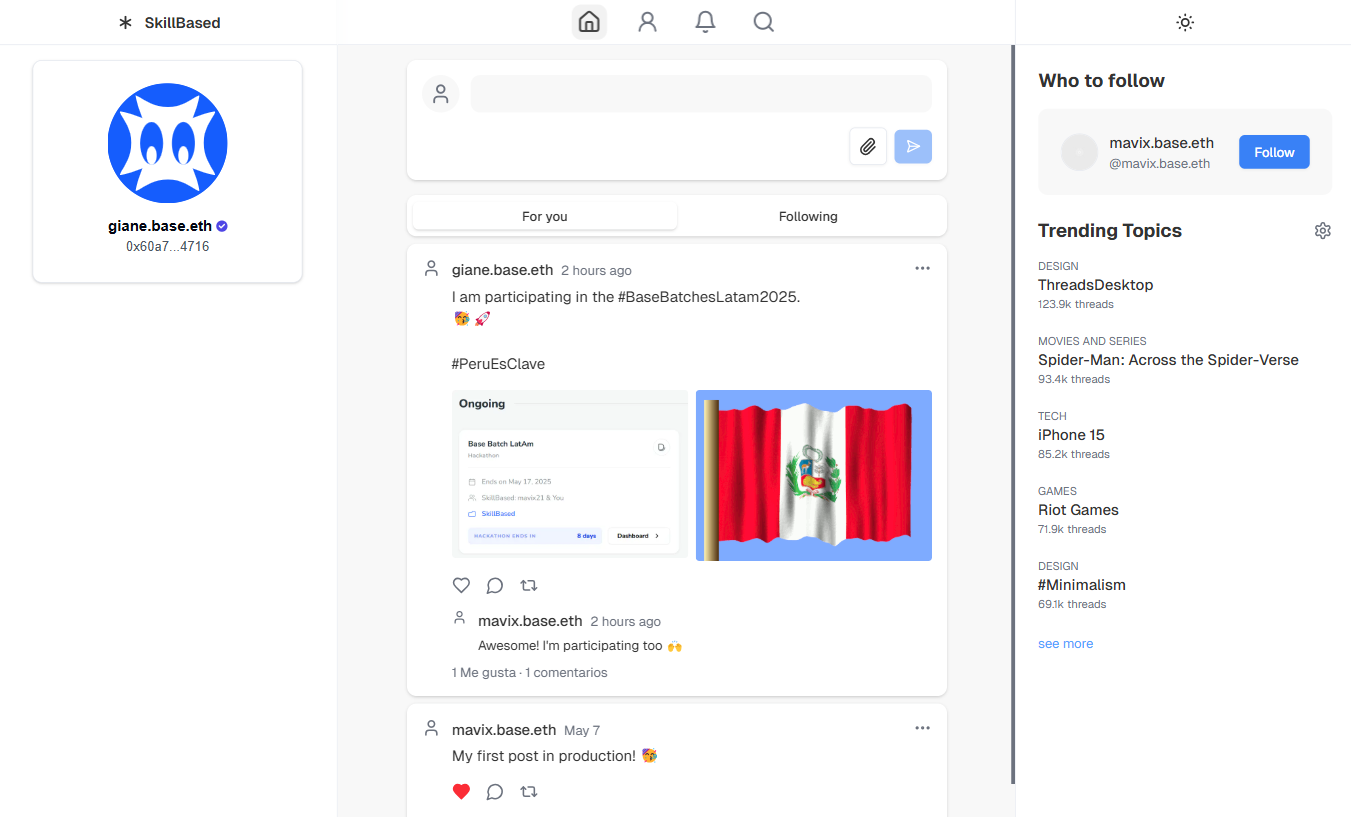 SkillBased
giane.base.eth
0x60a7...4716
For you
Following
giane.base.eth 2 hours ago
I am participating in the #BaseBatchesLatam2025.
🥳 🚀
#PeruEsClave
Ongoing
Base Batch LatAm
Hackathon
Ends on May 17, 2025
SkillBased: mavix21 & You
SkillBased
HACKATHON ENDS IN
8 days
Dashboard
mavix.base.eth 2 hours ago
Awesome! I'm participating too 🙌
1 Me gusta · 1 comentarios
mavix.base.eth May 7
My first post in production! 🥳
Who to follow
mavix.base.eth
@mavix.base.eth
Follow
Trending Topics
DESIGN
ThreadsDesktop
123.9k threads
MOVIES AND SERIES
Spider-Man: Across the Spider-Verse
93.4k threads
TECH
iPhone 15
85.2k threads
GAMES
Riot Games
71.9k threads
DESIGN
#Minimalism
69.1k threads
see more